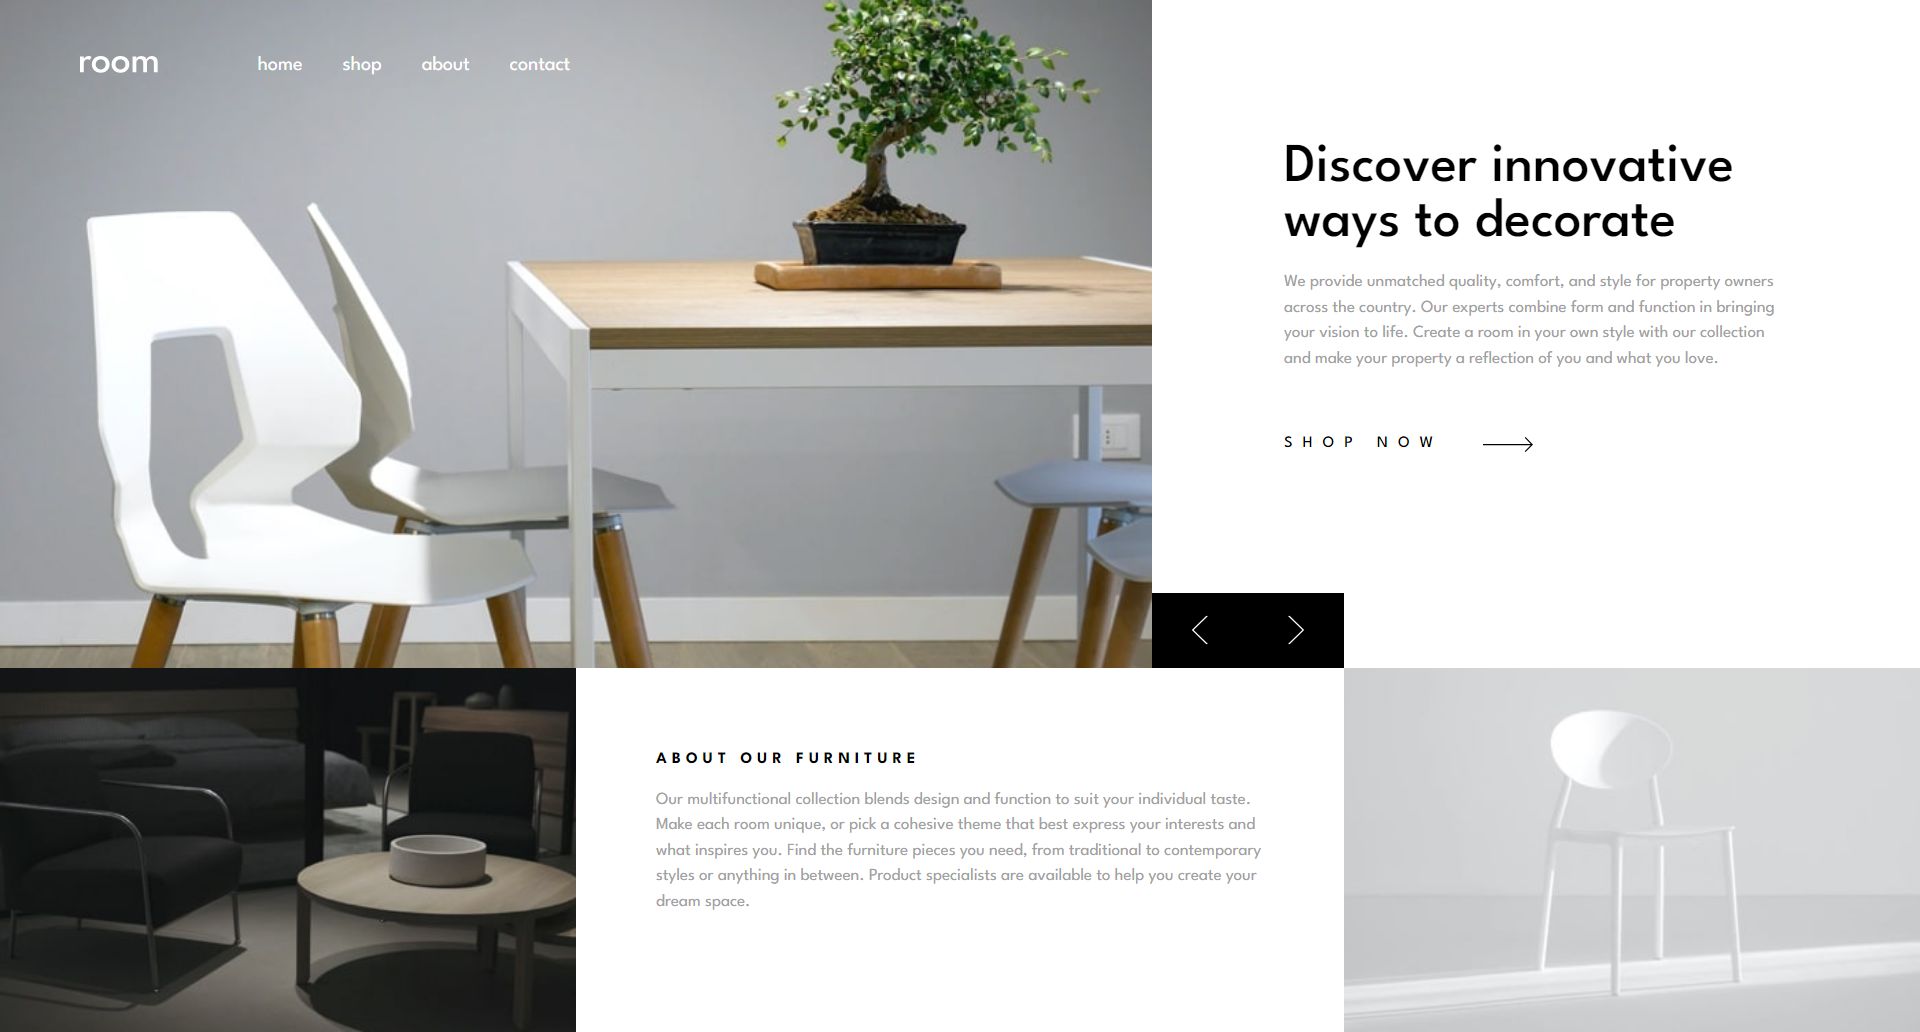 room
home shop about contact
Discover innovative
ways to decorate
We provide unmatched quality, comfort, and style for property owners
across the country. Our experts combine form and function in bringing
your vision to life. Create a room in your own style with our collection
and make your property a reflection of you and what you love.
SHOP NOW
ABOUT OUR FURNITURE
Our multifunctional collection blends design and function to suit your individual taste.
Make each room unique, or pick a cohesive theme that best express your interests and
what inspires you. Find the furniture pieces you need, from traditional to contemporary
styles or anything in between. Product specialists are available to help you create your
dream space.